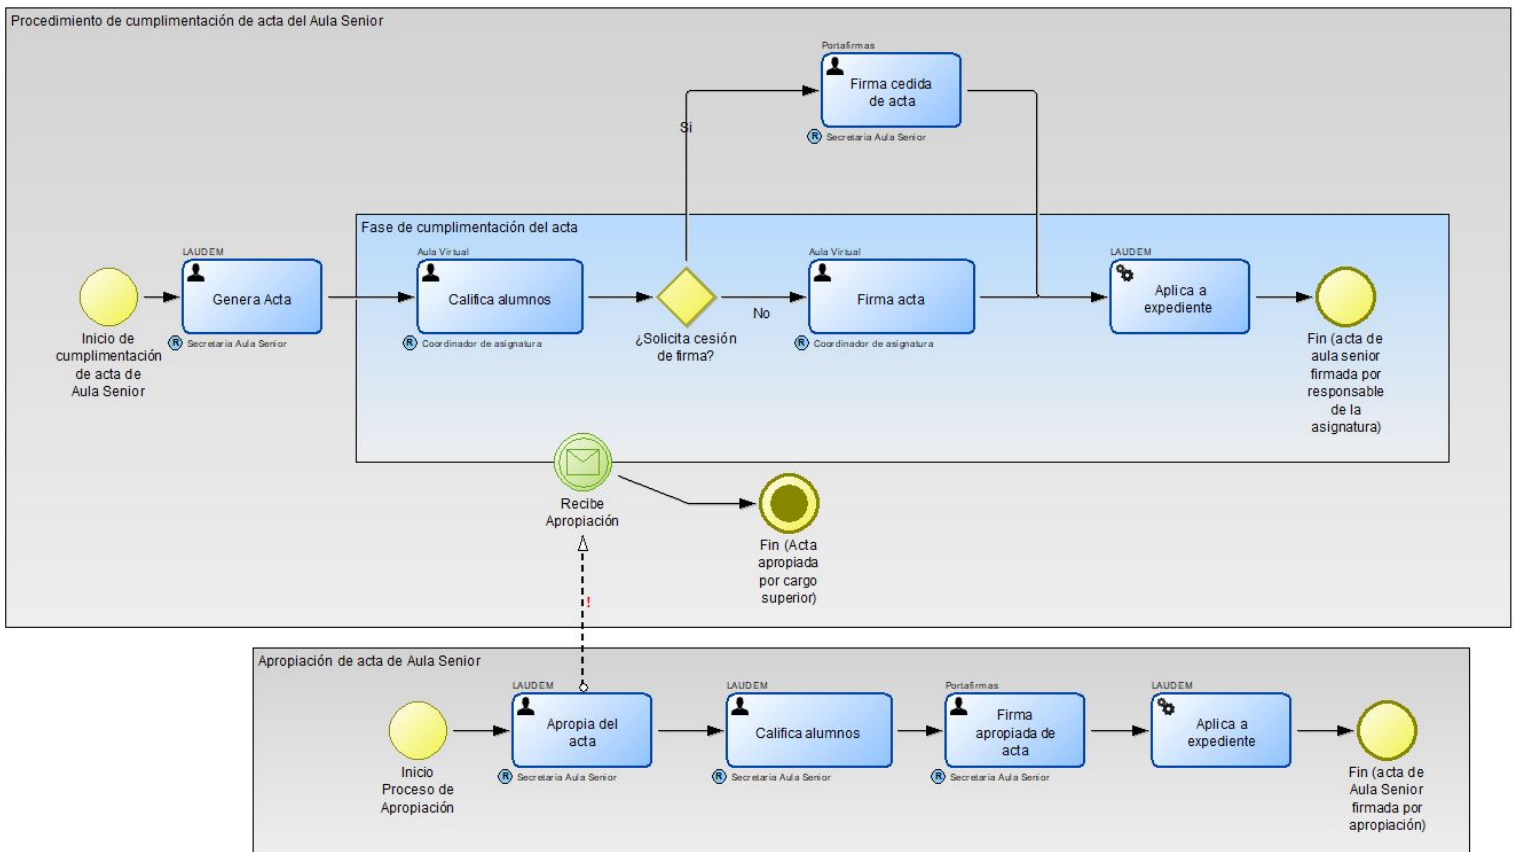 Procedimiento de cumplimentación de acta del Aula Senior
Portafirmas
Firma cedida
de acta
R Secretaria Aula Senior
Si
Fase de cumplimentación del acta
LAUDEM
Genera Acta
R Secretaria Aula Senior
Aula Virtual
Califica alumnos
R Coordinador de asignatura
¿Solicita cesión
de firma?
No
Aula Virtual
Firma acta
R Coordinador de asignatura
LAUDEM
Aplica a
expediente
Inicio de
cumplimentación
de acta de
Aula Senior
Fin (acta de
aula senior
firmada por
responsable
de la
asignatura)
Recibe
Apropiación
Fin (Acta
apropiada
por cargo
superior)
!
Apropiación de acta de Aula Senior
Inicio
Proceso de
Apropiación
LAUDEM
Apropia del
acta
R Secretaria Aula Senior
LAUDEM
Califica alumnos
R Secretaria Aula Senior
Portafirmas
Firma
apropiada de
acta
R Secretaria Aula Senior
LAUDEM
Aplica a
expediente
Fin (acta de
Aula Senior
firmada por
apropiación)